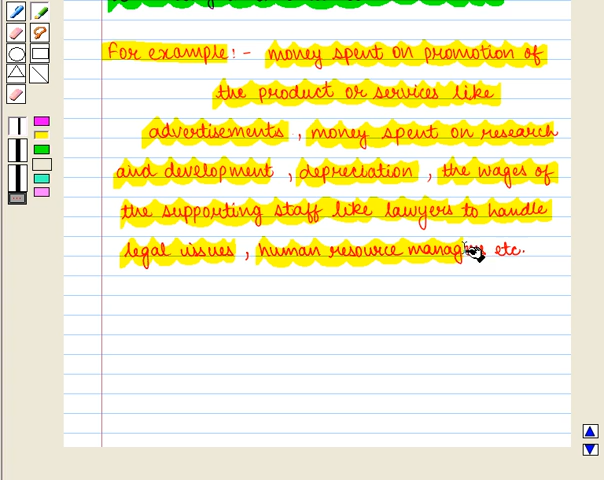 For example:- money spent on promotion of
the product or services like
advertisements, money spent on research
and development, depreciation, the wages of
the supporting staff like lawyers to handle
legal issues, human resource etc.